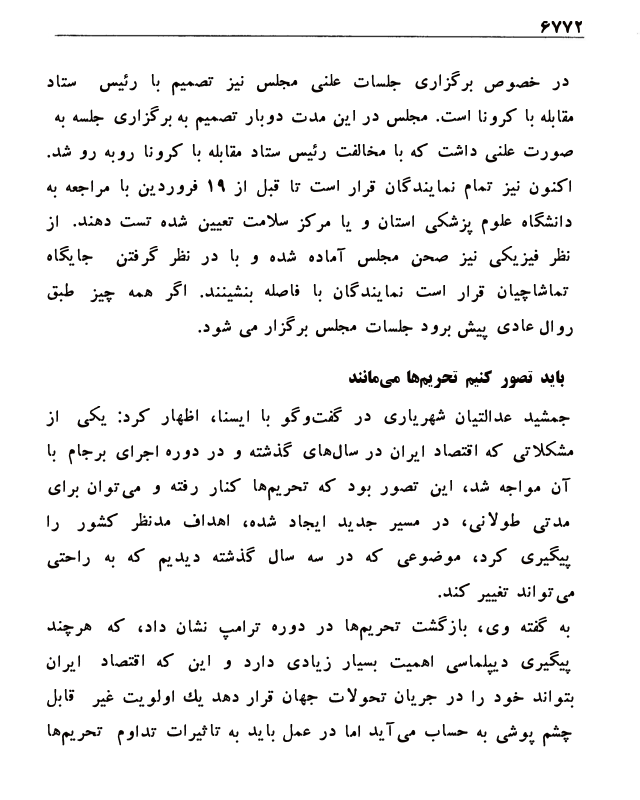 ۶۷۷۲
در خصوص برگزاری جلسات علنی مجلس نیز تصمیم با رئیس ستاد
مقابله با کرونا است. مجلس در این مدت دوبار تصمیم به برگزاری جلسه به
صورت علنی داشت که با مخالفت رئیس ستاد مقابله با کرونا روبه رو شد.
اکنون نیز تمام نمایندگان قرار است تا قبل از ۱۹ فروردین با مراجعه به
دانشگاه علوم پزشکی استان و یا مرکز سلامت تعیین شده تست دهند. از
نظر فیزیکی نیز صحن مجلس آماده شده و با در نظر گرفتن جایگاه
تماشاچیان قرار است نمایندگان با فاصله بنشینند. اگر همه چیز طبق
روال عادی پیش برود جلسات مجلس برگزار می شود.
باید تصور کنیم تحریم‌ها می‌مانند
جمشید عدالتیان شهریاری در گفت‌وگو با ایسنا، اظهار کرد: یکی از
مشکلاتی که اقتصاد ایران در سال‌های گذشته و در دوره اجرای برجام با
آن مواجه شد، این تصور بود که تحریم‌ها کنار رفته و می‌توان برای
مدتی طولانی، در مسیر جدید ایجاد شده، اهداف مدنظر کشور را
پیگیری کرد، موضوعی که در سه سال گذشته دیدیم که به راحتی
می‌تواند تغییر کند.
به گفته وی، بازگشت تحریم‌ها در دوره ترامپ نشان داد، که هرچند
پیگیری دیپلماسی اهمیت بسیار زیادی دارد و این که اقتصاد ایران
بتواند خود را در جریان تحولات جهان قرار دهد یك اولویت غیر قابل
چشم پوشی به حساب می‌آید اما در عمل باید به تاثیرات تداوم تحریم‌ها